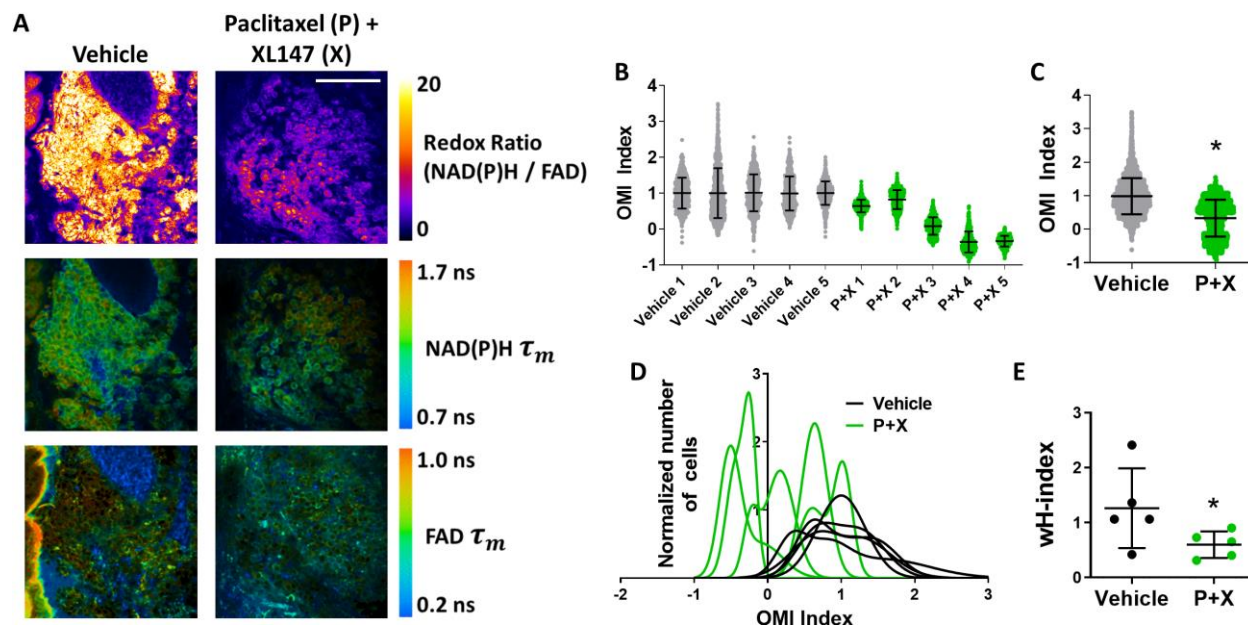 A
Vehicle
Paclitaxel (P) +
XL147 (X)
20
Redox Ratio
(NAD(P)H / FAD)
0
1.7 ns
NAD(P)H τm
0.7 ns
1.0 ns
FAD τm
0.2 ns
B
OMI Index
4
3
2
1
0
-1
Vehicle 1
Vehicle 2
Vehicle 3
Vehicle 4
Vehicle 5
P+X 1
P+X 2
P+X 3
P+X 4
P+X 5
C
OMI Index
4
3
2
1
0
-1
*
Vehicle
P+X
D
Normalized number
of cells
3
2
1
Vehicle
P+X
-2
-1
0
1
2
3
OMI Index
E
wH-index
3
2
1
0
*
Vehicle
P+X